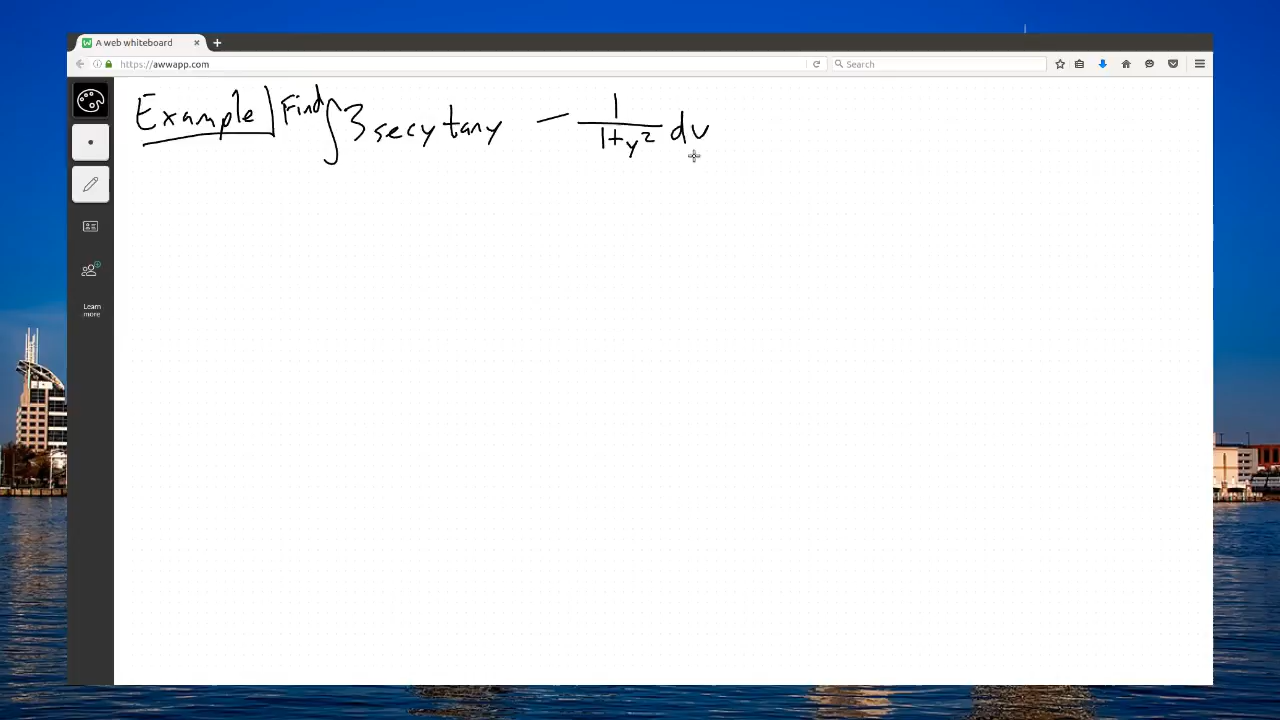 A web whiteboard
https://awwapp.com
Search
Example Find ∫ 3 sec y tan y − 1/(1+y²) dv
Learn
more